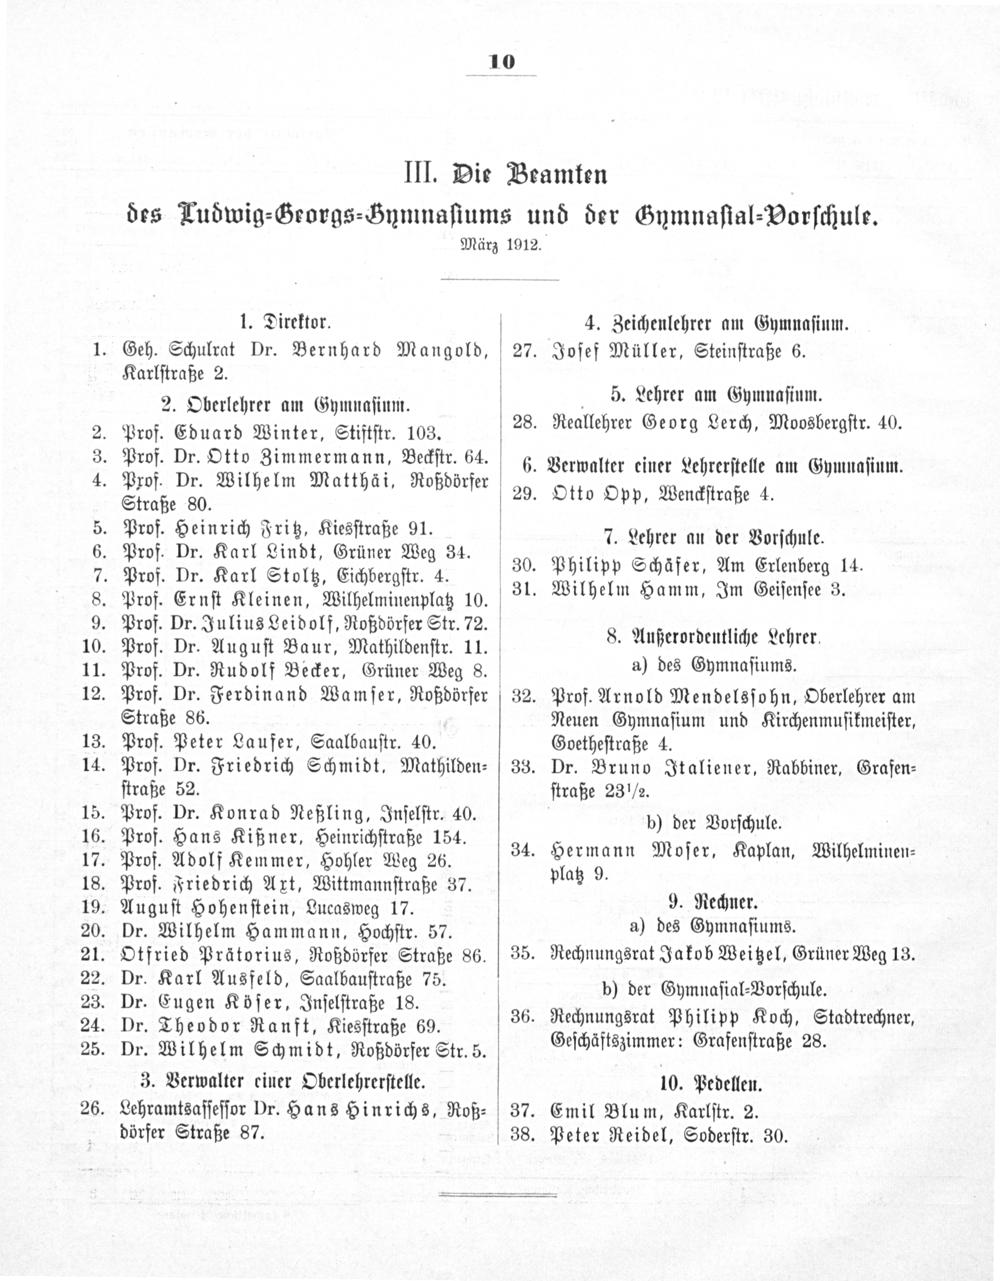 10
III. Die Beamten
des Ludwig-Georgs-Gymnasiums und der Gymnasial-Vorschule.
März 1912.
1. Direktor.
1. Geh. Schulrat Dr. Bernhard Mangold,
Karlstraße 2.
2. Oberlehrer am Gymnasium.
2. Prof. Eduard Winter, Stiftstr. 103.
3. Prof. Dr. Otto Zimmermann, Beckstr. 64.
4. Prof. Dr. Wilhelm Matthäi, Roßdörfer
Straße 80.
5. Prof. Heinrich Fritz, Kiesstraße 91.
6. Prof. Dr. Karl Lindt, Grüner Weg 34.
7. Prof. Dr. Karl Stoltz, Eichbergstr. 4.
8. Prof. Ernst Kleinen, Wilhelminenplatz 10.
9. Prof. Dr. Julius Leidolf, Roßdörfer Str. 72.
10. Prof. Dr. August Baur, Mathildenstr. 11.
11. Prof. Dr. Rudolf Becker, Grüner Weg 8.
12. Prof. Dr. Ferdinand Wamser, Roßdörfer
Straße 86.
13. Prof. Peter Laufer, Saalbaustr. 40.
14. Prof. Dr. Friedrich Schmidt, Mathilden-
straße 52.
15. Prof. Dr. Konrad Neßling, Inselstr. 40.
16. Prof. Hans Kißner, Heinrichstraße 154.
17. Prof. Adolf Kemmer, Hohler Weg 26.
18. Prof. Friedrich Axt, Wittmannstraße 37.
19. August Hohenstein, Lucasweg 17.
20. Dr. Wilhelm Hammann, Hochstr. 57.
21. Otfried Prätorius, Roßdörfer Straße 86.
22. Dr. Karl Ausfeld, Saalbaustraße 75.
23. Dr. Eugen Köser, Inselstraße 18.
24. Dr. Theodor Ranft, Kiesstraße 69.
25. Dr. Wilhelm Schmidt, Roßdörfer Str. 5.
3. Verwalter einer Oberlehrerstelle.
26. Lehramtsassessor Dr. Hans Hinrichs, Roß-
dörfer Straße 87.
4. Zeichenlehrer am Gymnasium.
27. Josef Müller, Steinstraße 6.
5. Lehrer am Gymnasium.
28. Reallehrer Georg Lerch, Moosbergstr. 40.
6. Verwalter einer Lehrerstelle am Gymnasium.
29. Otto Opp, Wenckstraße 4.
7. Lehrer an der Vorschule.
30. Philipp Schäfer, Am Erlenberg 14.
31. Wilhelm Hamm, Im Geisensee 3.
8. Außerordentliche Lehrer.
a) des Gymnasiums.
32. Prof. Arnold Mendelssohn, Oberlehrer am
Neuen Gymnasium und Kirchenmusikmeister,
Goethestraße 4.
33. Dr. Bruno Italiener, Rabbiner, Grafen-
straße 23 1/2.
b) der Vorschule.
34. Hermann Moser, Kaplan, Wilhelminen-
platz 9.
9. Rechner.
a) des Gymnasiums.
35. Rechnungsrat Jakob Weitzel, Grüner Weg 13.
b) der Gymnasial-Vorschule.
36. Rechnungsrat Philipp Koch, Stadtrechner,
Geschäftszimmer: Grafenstraße 28.
10. Pedellen.
37. Emil Blum, Karlstr. 2.
38. Peter Reidel, Soderstr. 30.